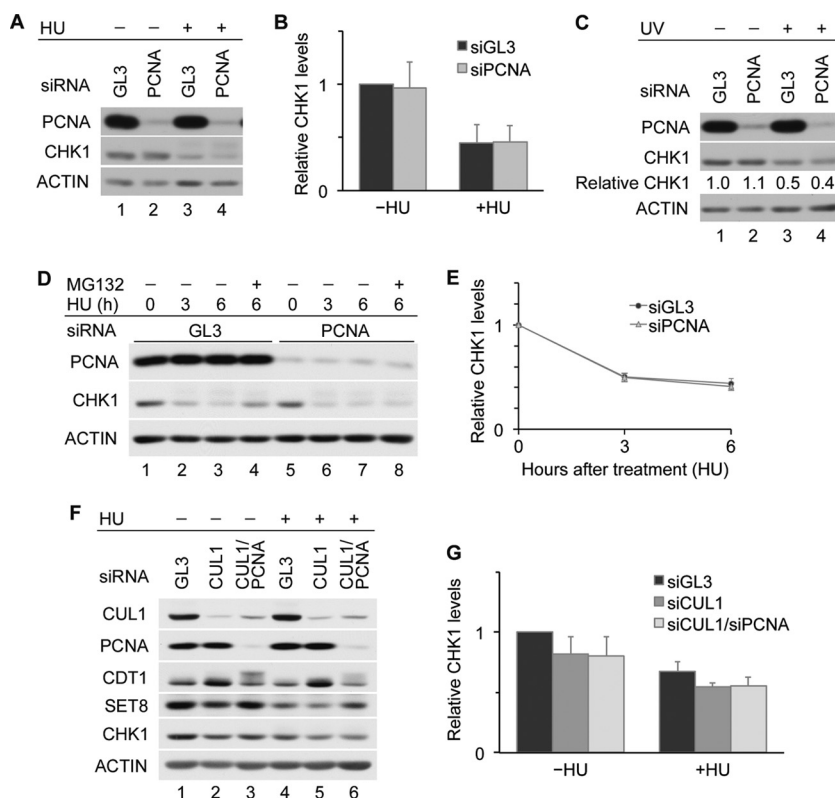 A
HU – – + +
siRNA GL3 PCNA GL3 PCNA
PCNA
CHK1
ACTIN
1 2 3 4
B
Relative CHK1 levels
1
0
siGL3
siPCNA
−HU +HU
C
UV – – + +
siRNA GL3 PCNA GL3 PCNA
PCNA
CHK1
Relative CHK1 1.0 1.1 0.5 0.4
ACTIN
1 2 3 4
D
MG132 – – – + – – – +
HU (h) 0 3 6 6 0 3 6 6
siRNA GL3 PCNA
PCNA
CHK1
ACTIN
1 2 3 4 5 6 7 8
E
Relative CHK1 levels
1
0
siGL3
siPCNA
0 3 6
Hours after treatment (HU)
F
HU – – – + + +
siRNA GL3 CUL1 CUL1/PCNA GL3 CUL1 CUL1/PCNA
CUL1
PCNA
CDT1
SET8
CHK1
ACTIN
1 2 3 4 5 6
G
Relative CHK1 levels
1
0
siGL3
siCUL1
siCUL1/siPCNA
−HU +HU